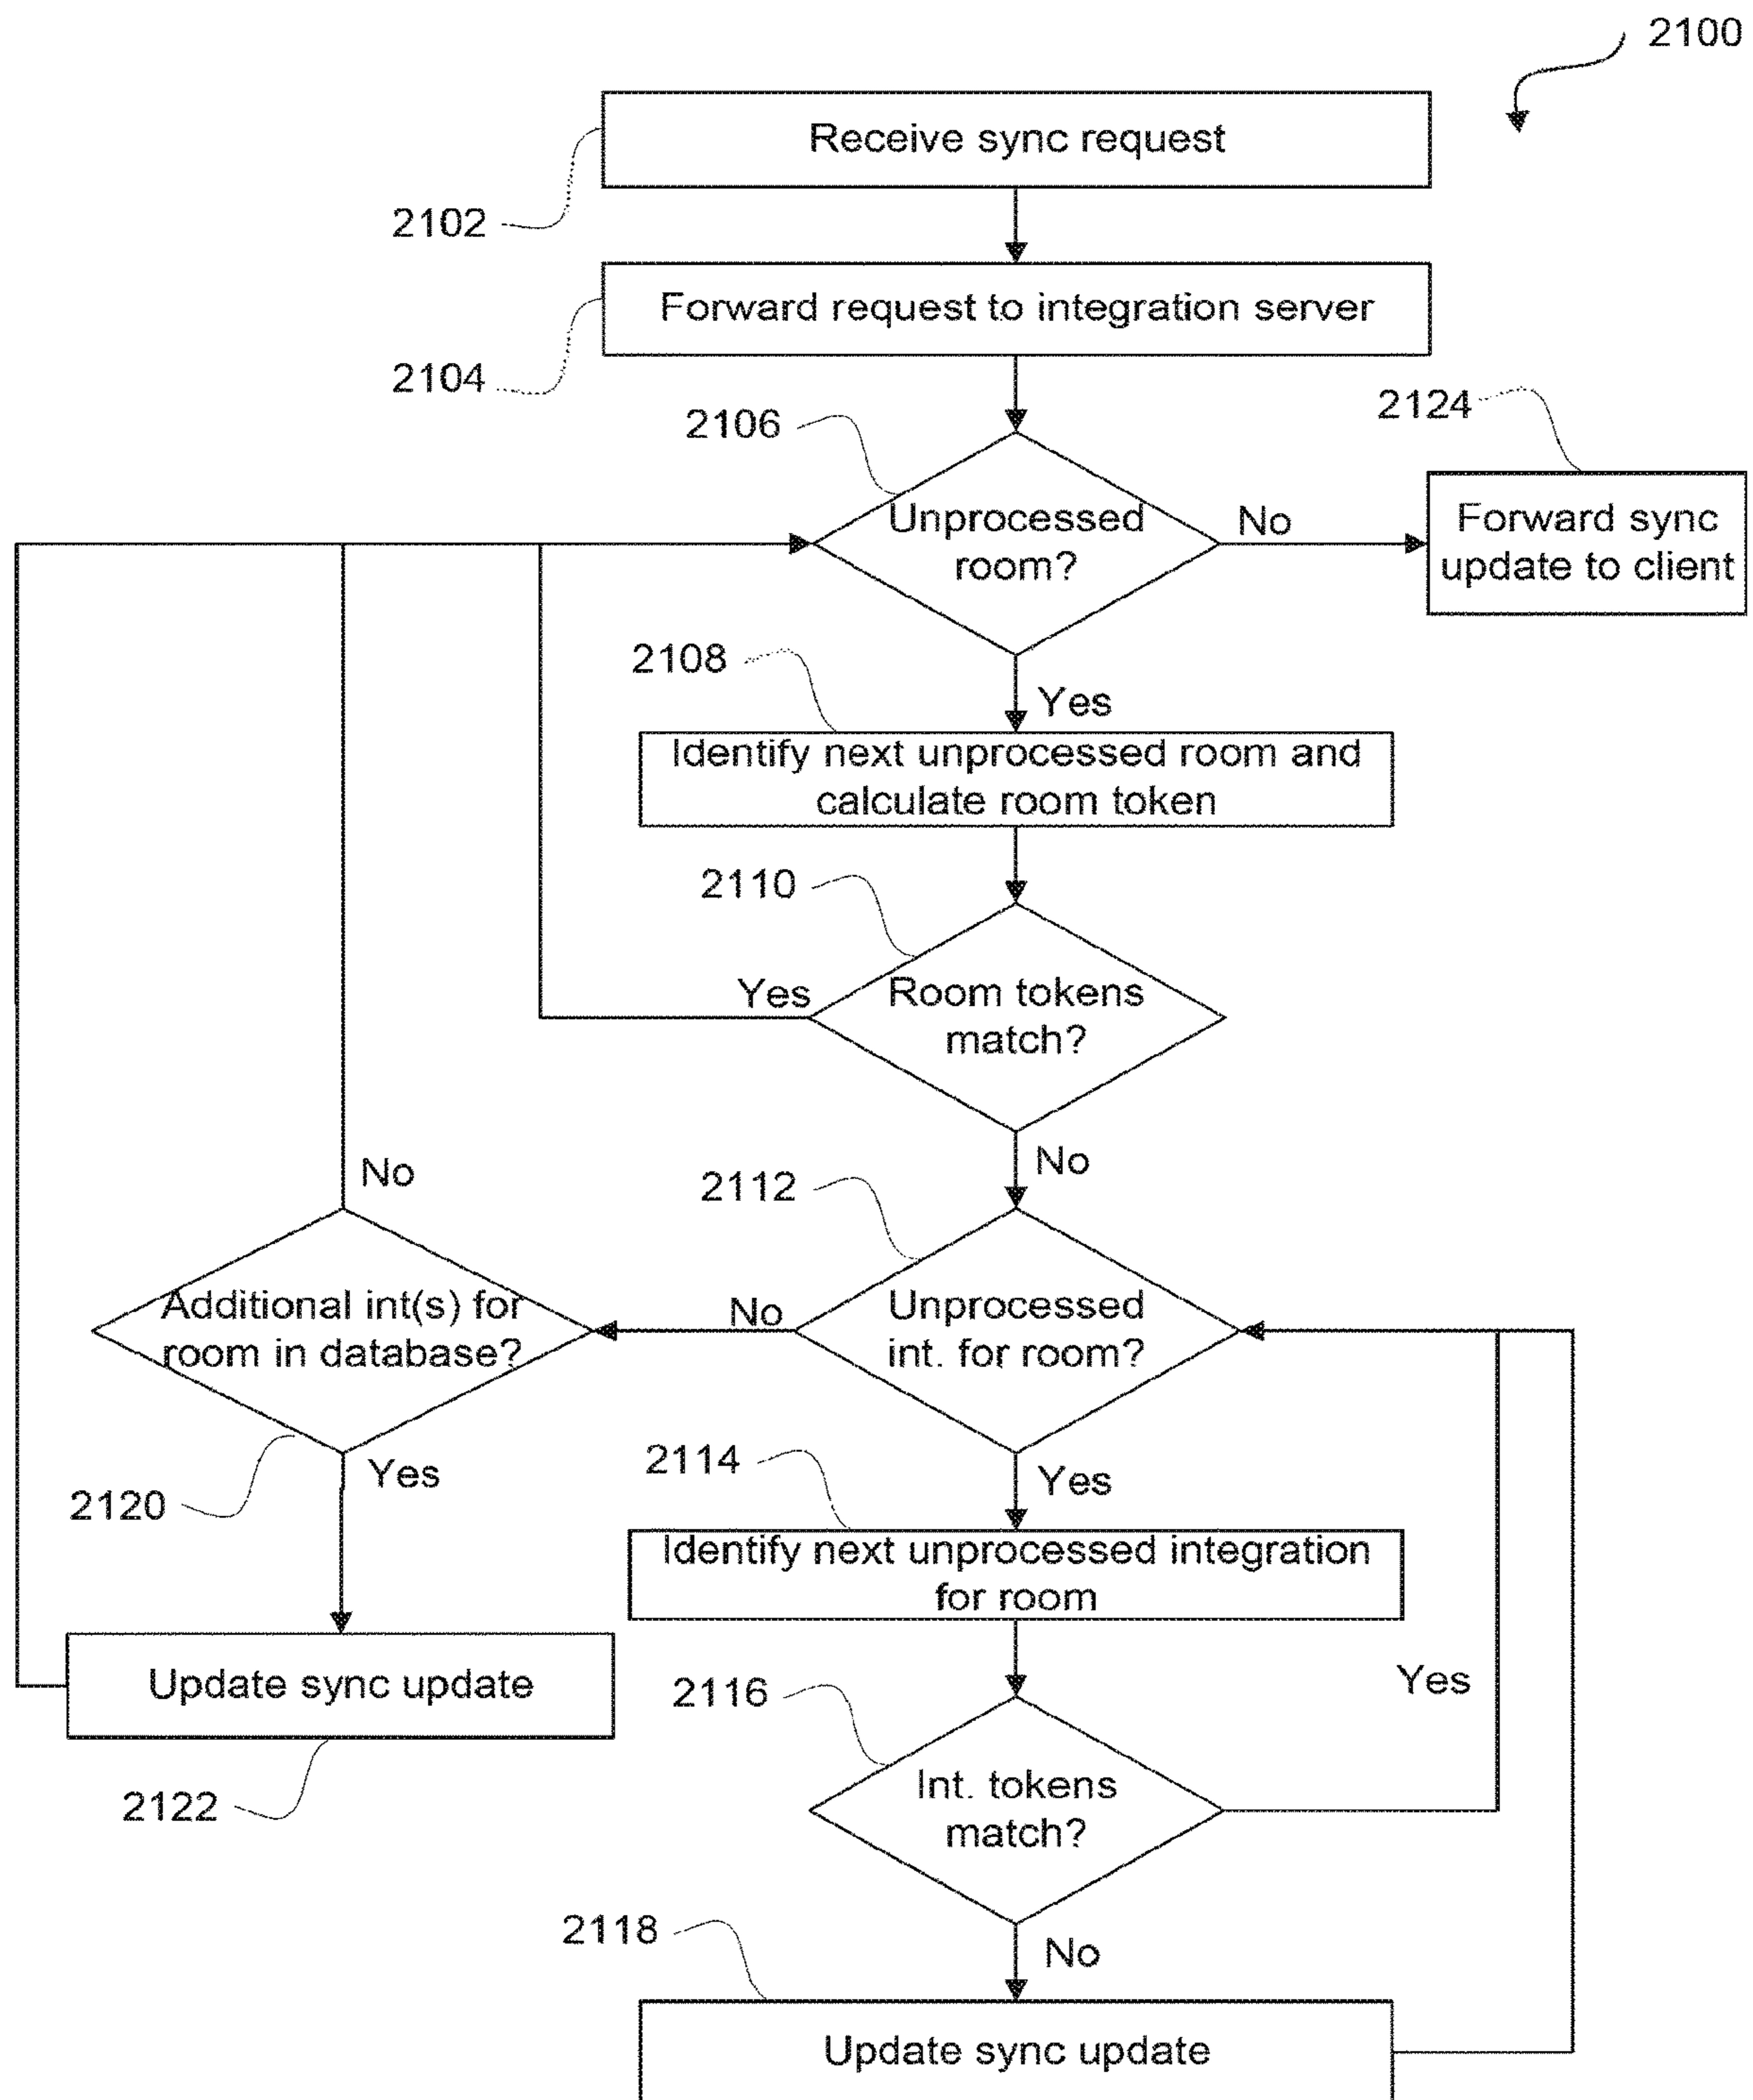 2100
Receive sync request
2102
Forward request to integration server
2104
2106
2124
Unprocessed
room?
No
Forward sync
update to client
2108
Yes
Identify next unprocessed room and
calculate room token
2110
Yes
Room tokens
match?
No
No
2112
Additional int(s) for
room in database?
No
Unprocessed
int. for room?
2120
Yes
2114
Yes
Identify next unprocessed integration
for room
Update sync update
2116
Yes
2122
Int. tokens
match?
2118
No
Update sync update